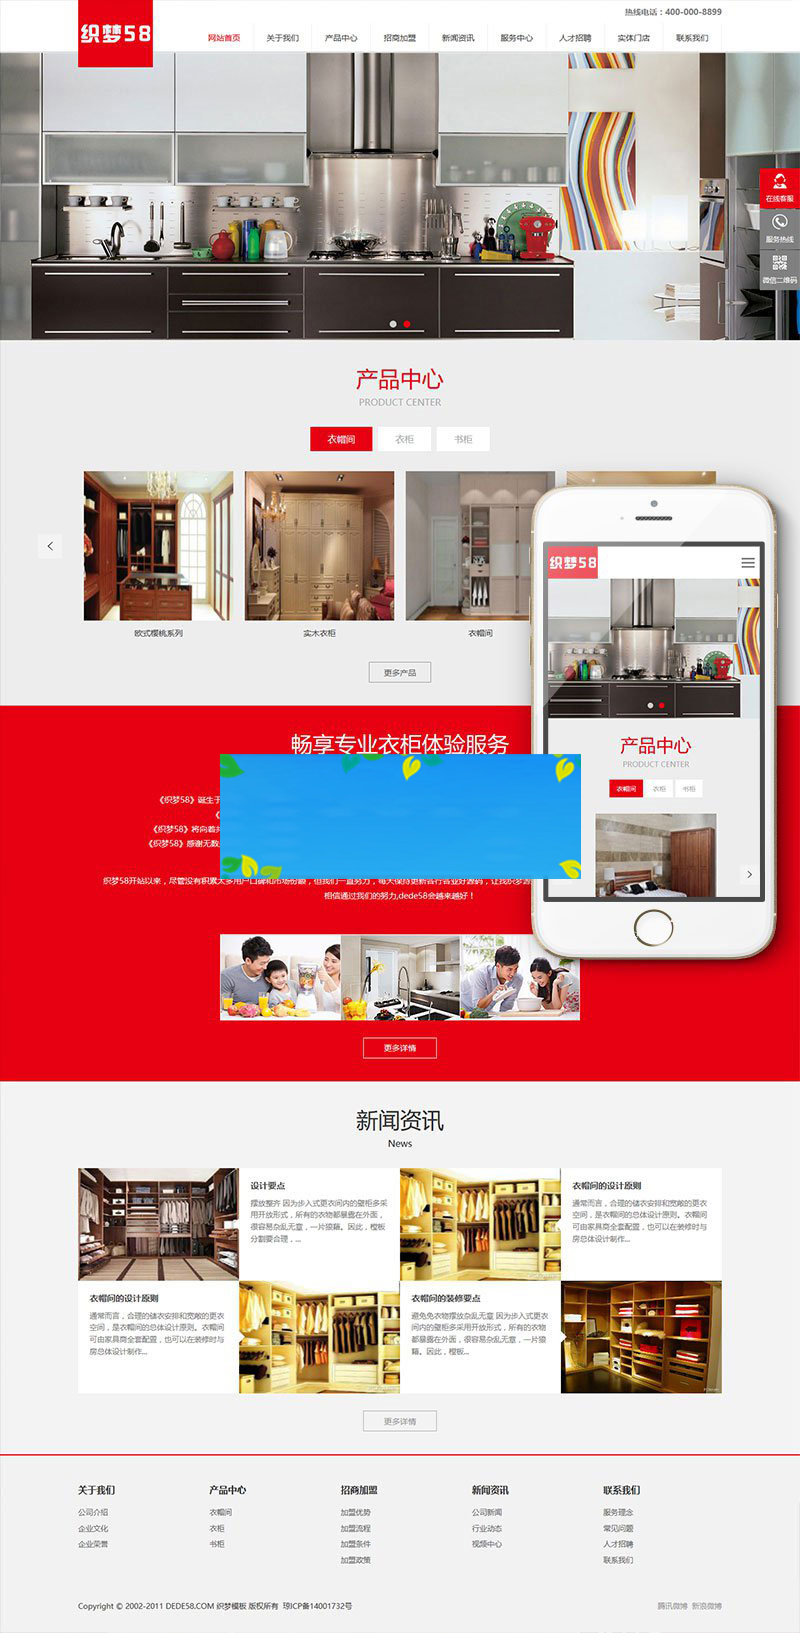 热线电话：400-000-8899
织梦58
网站首页 关于我们 产品中心 招商加盟 新闻资讯 服务中心 人才招聘 实体门店 联系我们
在线客服
服务热线
微信二维码
产品中心
PRODUCT CENTER
衣帽间 衣柜 书柜
欧式樱桃系列 实木衣柜 衣帽间
更多产品
织梦58
产品中心
PRODUCT CENTER
衣帽间 衣柜 书柜
畅享专业衣柜体验服务
《织梦58》诞生于
《
《织梦58》将向着共
《织梦58》感谢无数
织梦58开站以来，尽管没有积累太多用户口碑和市场份额，但我们一直努力，每天保持更新各行各业好源码，让我织梦源
相信通过我们的努力,dede58会越来越好！
更多详情
新闻资讯
News
设计要点
摆放整齐 因为步入式更衣间内的壁柜多采
用开放形式，所有的衣物都暴露在外面，
很容易杂乱无章，一片狼籍。因此，橙板
分割要合理，...
衣帽间的设计原则
通常而言，合理的储衣安排和宽敞的更衣
空间，是衣帽间的总体设计原则。衣帽间
可由家具商全套配置，也可以在装修时与
房总体设计制作...
衣帽间的设计原则
通常而言，合理的储衣安排和宽敞的更衣
空间，是衣帽间的总体设计原则。衣帽间
可由家具商全套配置，也可以在装修时与
房总体设计制作...
衣帽间的装修要点
避免免衣物摆放杂乱无章 因为步入式更衣
间内的壁柜多采用开放形式，所有的衣物
都暴露在外面，很容易杂乱无章，一片狼
籍。因此，橙板...
更多详情
关于我们 产品中心 招商加盟 新闻资讯 联系我们
公司介绍 衣帽间 加盟优势 公司新闻 服务理念
企业文化 衣柜 加盟流程 行业动态 常见问题
企业荣誉 书柜 加盟条件 视频中心 人才招聘
加盟政策 联系我们
Copyright © 2002-2011 DEDE58.COM 织梦模板 版权所有 琼ICP备14001732号
腾讯微博 新浪微博